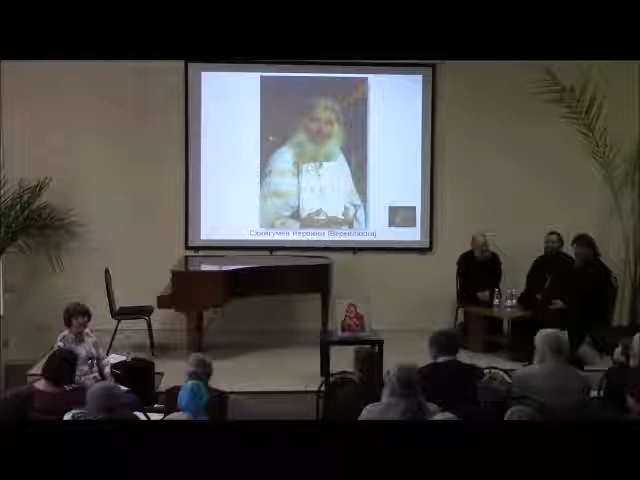 Схиигумен Иероним (Верендякин)